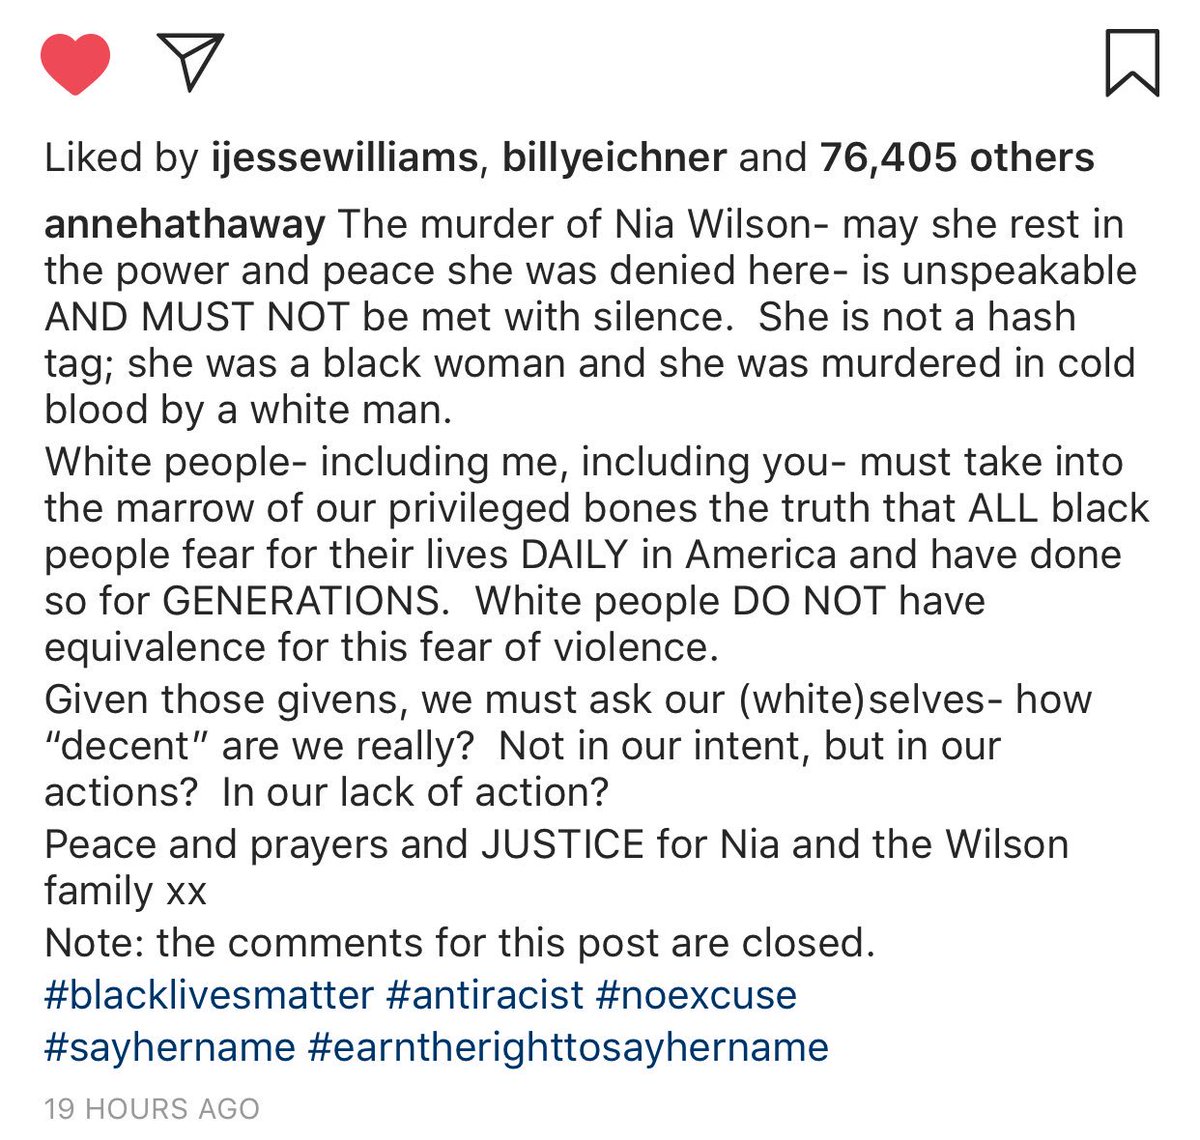 Liked by ijessewilliams, billyeichner and 76,405 others
annehathaway The murder of Nia Wilson- may she rest in
the power and peace she was denied here- is unspeakable
AND MUST NOT be met with silence.  She is not a hash
tag; she was a black woman and she was murdered in cold
blood by a white man.
White people- including me, including you- must take into
the marrow of our privileged bones the truth that ALL black
people fear for their lives DAILY in America and have done
so for GENERATIONS.  White people DO NOT have
equivalence for this fear of violence.
Given those givens, we must ask our (white)selves- how
“decent” are we really?  Not in our intent, but in our
actions?  In our lack of action?
Peace and prayers and JUSTICE for Nia and the Wilson
family xx
Note: the comments for this post are closed.
#blacklivesmatter #antiracist #noexcuse
#sayhername #earntherighttosayhername
19 HOURS AGO